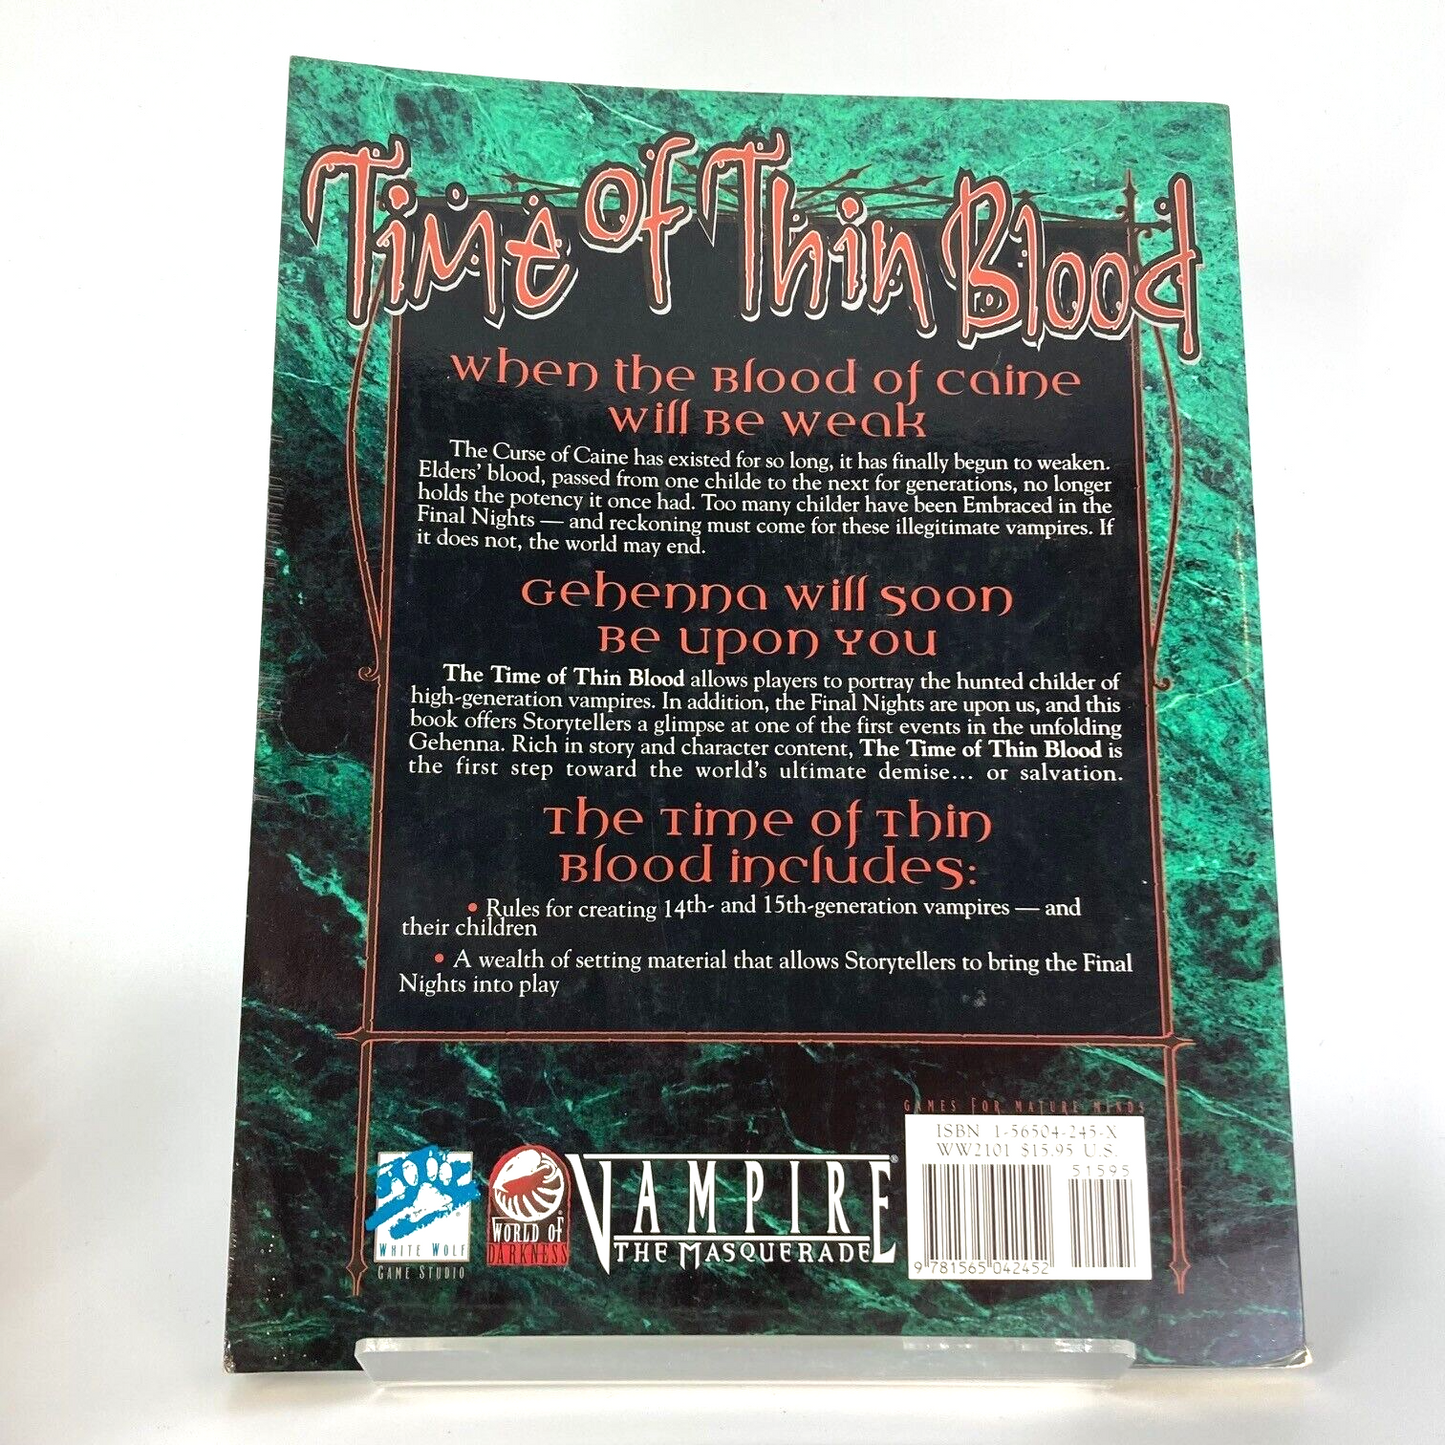 Time of Thin Blood
When the Blood of Caine
Will Be Weak
The Curse of Caine has existed for so long, it has finally begun to weaken.
Elders' blood, passed from one childe to the next for generations, no longer
holds the potency it once had. Too many childer have been Embraced in the
Final Nights — and reckoning must come for these illegitimate vampires. If
it does not, the world may end.
Gehenna Will Soon
Be Upon You
The Time of Thin Blood allows players to portray the hunted childer of
high-generation vampires. In addition, the Final Nights are upon us, and this
book offers Storytellers a glimpse at one of the first events in the unfolding
Gehenna. Rich in story and character content, The Time of Thin Blood is
the first step toward the world's ultimate demise... or salvation.
The Time of Thin
Blood includes:
• Rules for creating 14th- and 15th-generation vampires — and
their children
• A wealth of setting material that allows Storytellers to bring the Final
Nights into play
GAMES FOR MATURE MINDS
ISBN 1-56504-245-X
WW2101 $15.95 U.S.
51595
9 781565 042452
WHITE WOLF
GAME STUDIO
WORLD OF
DARKNESS
VAMPIRE®
THE MASQUERADE